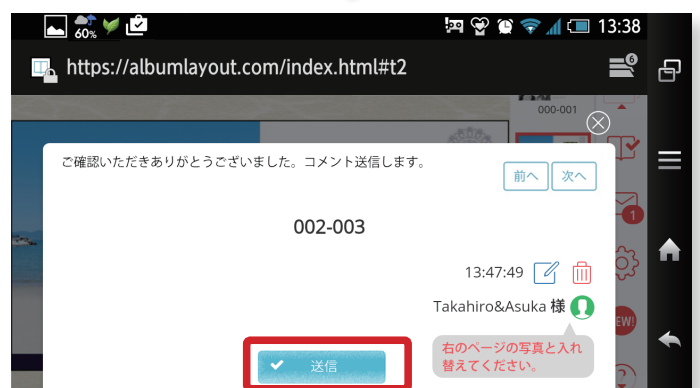 60%
13:38
https://albumlayout.com/index.html#t2
6
000-001
ご確認いただきありがとうございました。コメント送信します。
前へ
次へ
002-003
1
13:47:49
Takahiro&Asuka 様
右のページの写真と入れ
替えてください。
送信